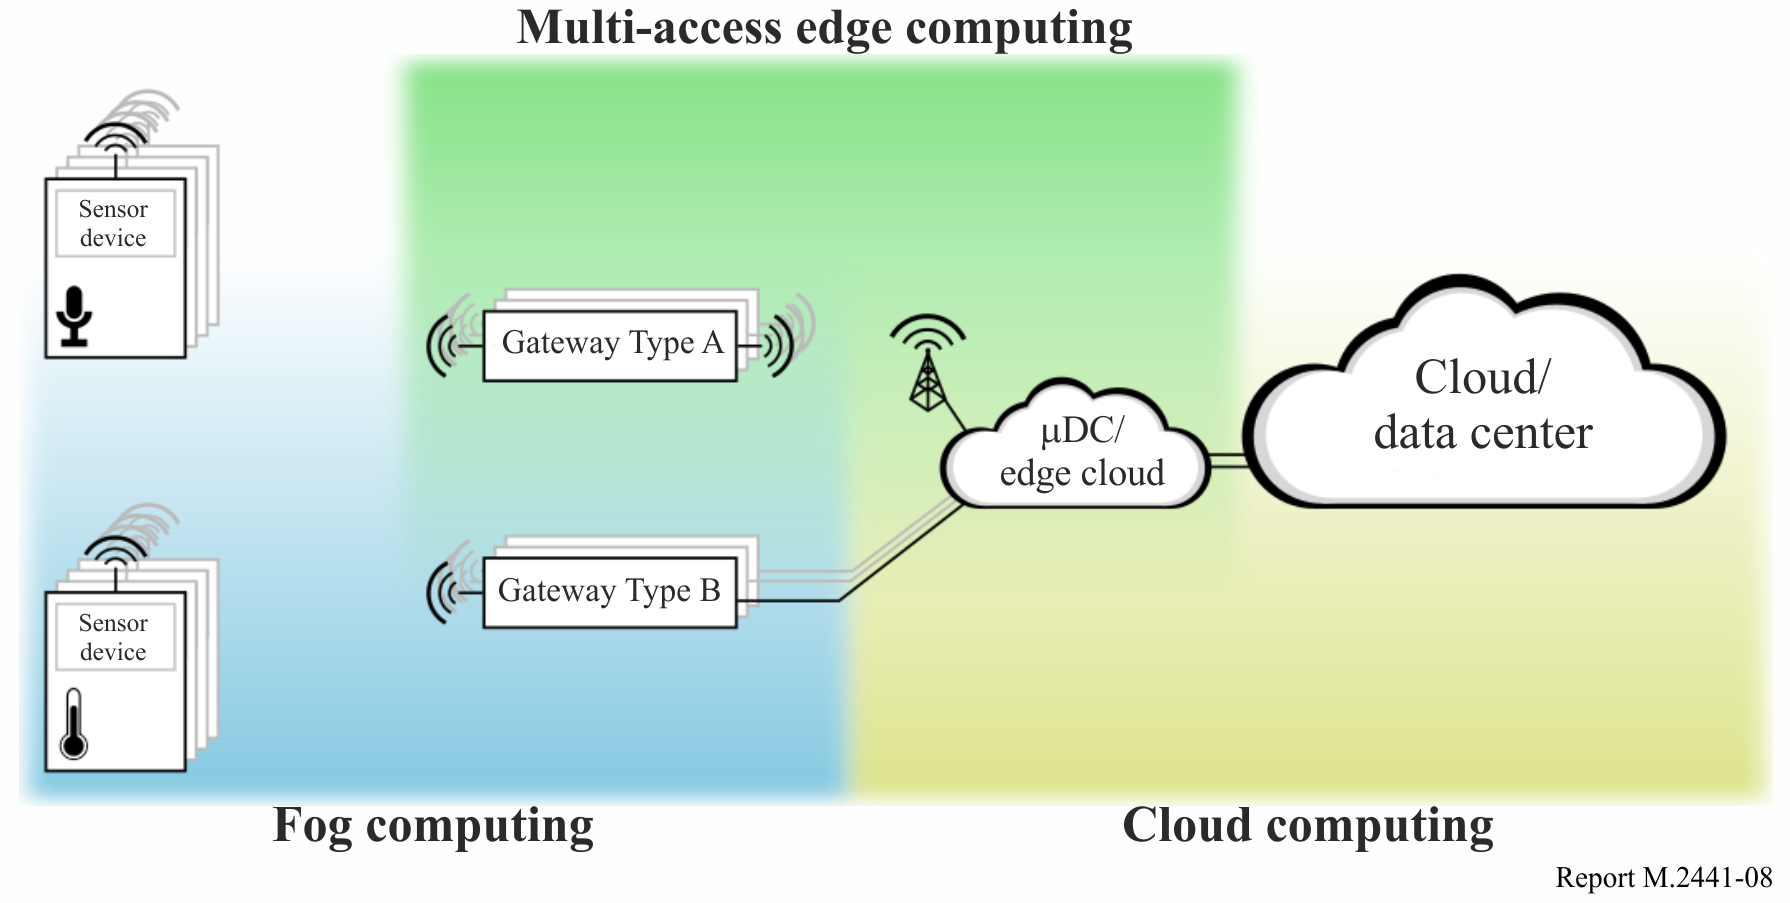 Multi-access edge computing
Sensor
device
Gateway Type A
Cloud/
data center
μDC/
edge cloud
Gateway Type B
Sensor
device
Fog computing
Cloud computing
Report M.2441-08